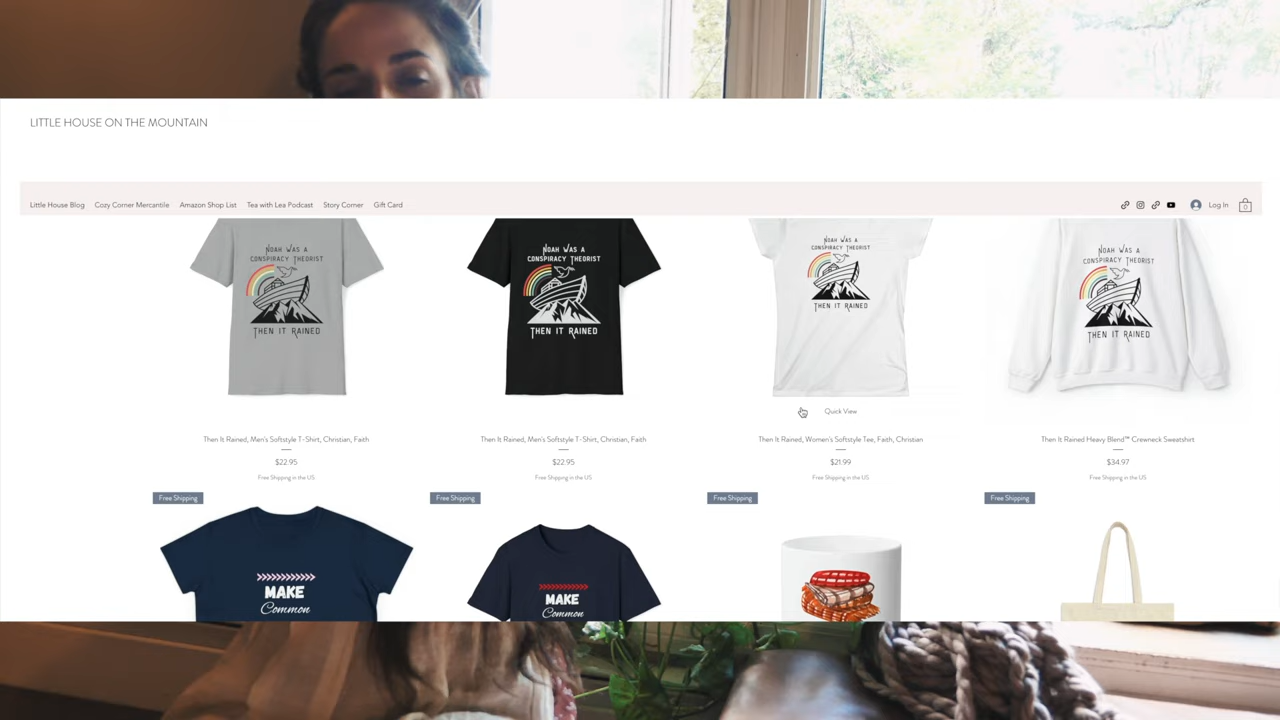 LITTLE HOUSE ON THE MOUNTAIN
Little House Blog Cozy Corner Mercantile Amazon Shop List Tea with Lea Podcast Story Corner Gift Card Log In 0
NOAH WAS A
CONSPIRACY THEORIST
THEN IT RAINED
NOAH WAS A
CONSPIRACY THEORIST
THEN IT RAINED
NOAH WAS A
CONSPIRACY THEORIST
THEN IT RAINED
NOAH WAS A
CONSPIRACY THEORIST
THEN IT RAINED
Quick View
Then It Rained, Men's Softstyle T-Shirt, Christian, Faith
$22.95
Free Shipping in the US
Then It Rained, Men's Softstyle T-Shirt, Christian, Faith
$22.95
Free Shipping in the US
Then It Rained, Women's Softstyle Tee, Faith, Christian
$21.99
Free Shipping in the US
Then It Rained Heavy Blend™ Crewneck Sweatshirt
$34.97
Free Shipping in the US
Free Shipping
Free Shipping
Free Shipping
Free Shipping
MAKE
Common
MAKE
Common